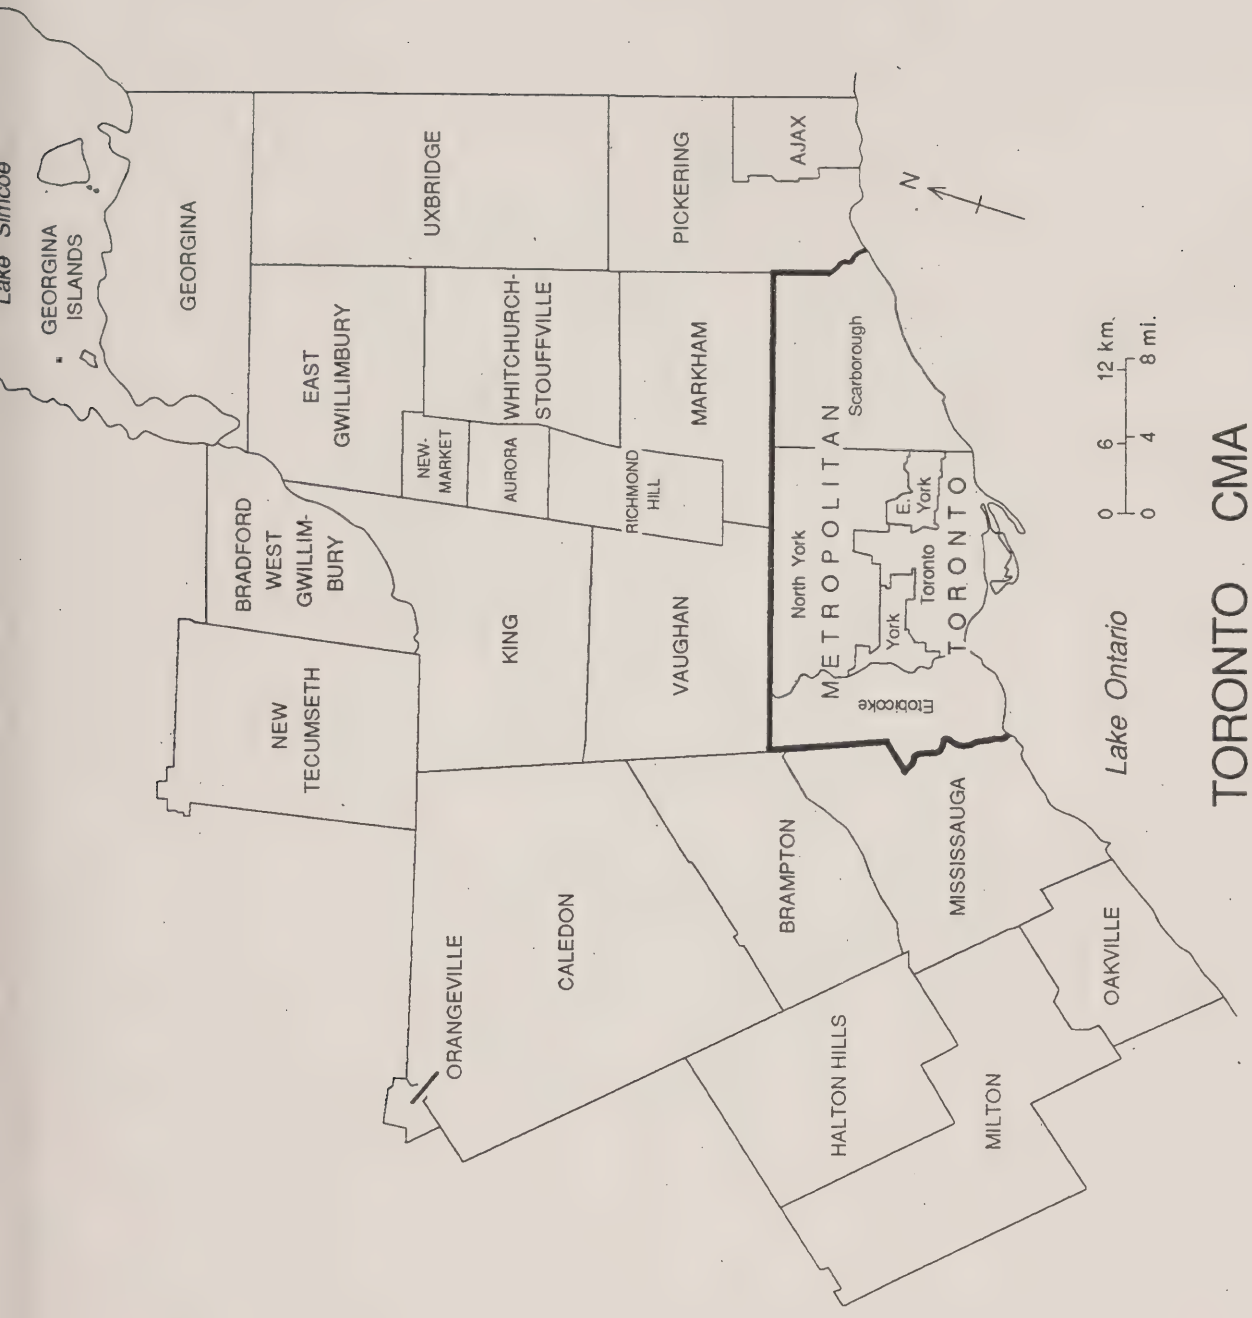 Lake Simcoe
GEORGINA
ISLANDS
GEORGINA
BRADFORD
WEST
GWILLIM-
BURY
EAST
GWILLIMBURY
UXBRIDGE
NEW
TECUMSETH
NEW-
MARKET
AURORA
WHITCHURCH-
STOUFFVILLE
KING
RICHMOND
HILL
MARKHAM
PICKERING
AJAX
VAUGHAN
ORANGEVILLE
CALEDON
BRAMPTON
HALTON HILLS
MILTON
MISSISSAUGA
OAKVILLE
North York
Scarborough
METROPOLITAN
Etobicoke
York
E.
York
Toronto
TORONTO
N
Lake Ontario
0 6 12 km.
0 4 8 mi.
TORONTO CMA